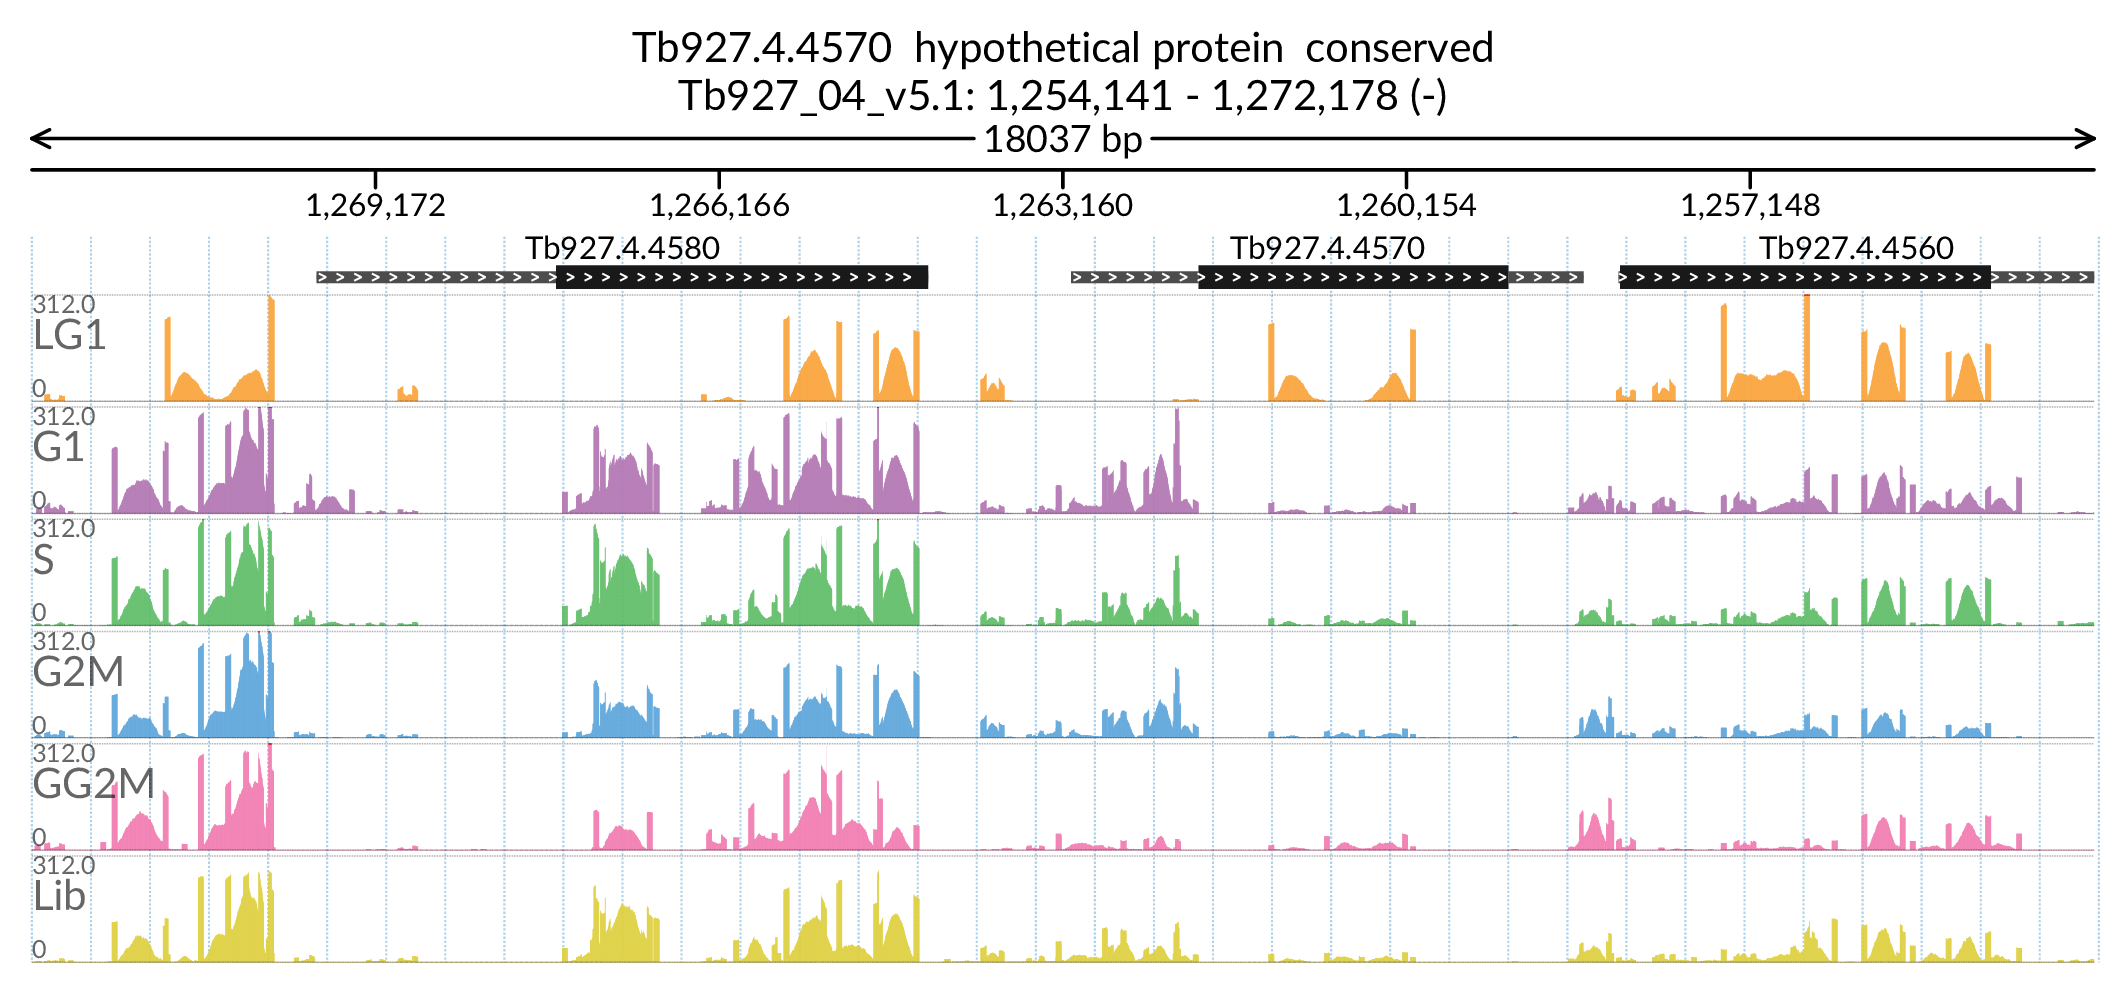 Tb927.4.4570  hypothetical protein  conserved
Tb927_04_v5.1: 1,254,141 - 1,272,178 (-)
18037 bp
1,269,172 1,266,166 1,263,160 1,260,154 1,257,148
Tb927.4.4580 Tb927.4.4570 Tb927.4.4560
312.0
LG1
0
312.0
G1
0
312.0
S
0
312.0
G2M
0
312.0
GG2M
0
312.0
Lib
0